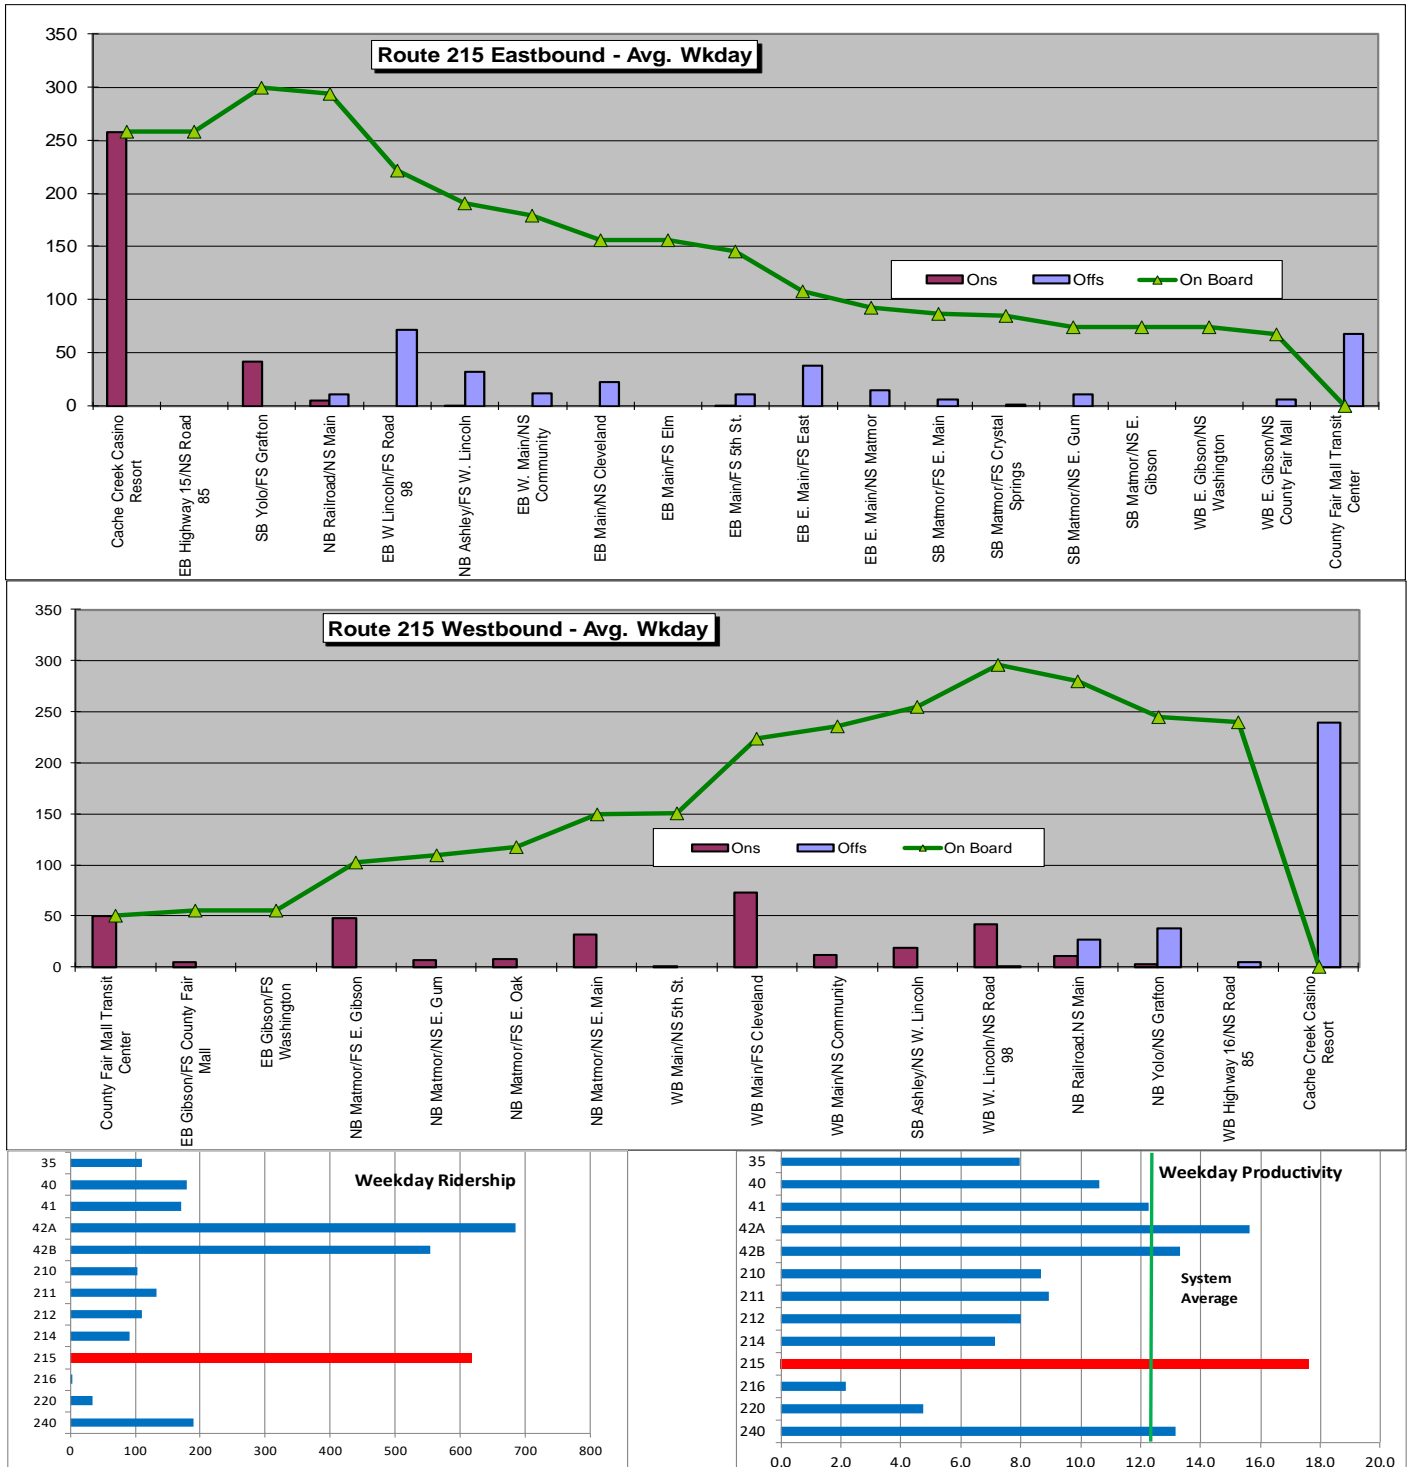 Route 215 Eastbound - Avg. Wkday
350
300
250
200
150
100
50
0
Ons
Offs
On Board
Cache Creek Casino
Resort
EB Highway 15/NS Road
85
SB Yolo/FS Grafton
NB Railroad/NS Main
EB W Lincoln/FS Road
98
NB Ashley/FS W. Lincoln
EB W. Main/NS
Community
EB Main/NS Cleveland
EB Main/FS Elm
EB Main/FS 5th St.
EB E. Main/FS East
EB E. Main/NS Matmor
SB Matmor/FS E. Main
SB Matmor/FS Crystal
Springs
SB Matmor/NS E. Gum
SB Matmor/NS E.
Gibson
WB E. Gibson/NS
Washington
WB E. Gibson/NS
County Fair Mall
County Fair Mall Transit
Center
Route 215 Westbound - Avg. Wkday
350
300
250
200
150
100
50
0
Ons
Offs
On Board
County Fair Mall Transit
Center
EB Gibson/FS County Fair
Mall
EB Gibson/FS
Washington
NB Matmor/FS E. Gibson
NB Matmor/NS E. Gum
NB Matmor/FS E. Oak
NB Matmor/NS E. Main
WB Main/NS 5th St.
WB Main/FS Cleveland
WB Main/NS Community
SB Ashley/NS W. Lincoln
WB W. Lincoln/NS Road
98
NB Railroad.NS Main
NB Yolo/NS Grafton
WB Highway 16/NS Road
85
Cache Creek Casino
Resort
Weekday Ridership
35
40
41
42A
42B
210
211
212
214
215
216
220
240
0 100 200 300 400 500 600 700 800
Weekday Productivity
35
40
41
42A
42B
210
211
212
214
215
216
220
240
System
Average
0.0 2.0 4.0 6.0 8.0 10.0 12.0 14.0 16.0 18.0 20.0